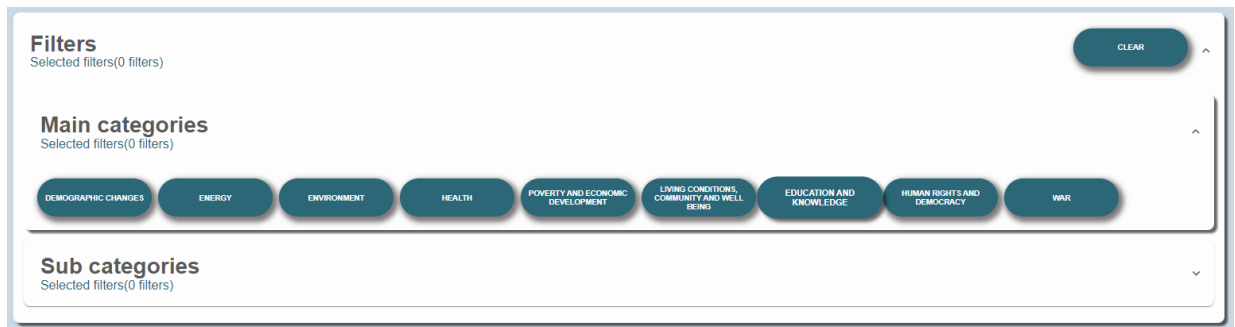 Filters
Selected filters(0 filters)
CLEAR
Main categories
Selected filters(0 filters)
DEMOGRAPHIC CHANGES
ENERGY
ENVIRONMENT
HEALTH
POVERTY AND ECONOMIC
DEVELOPMENT
LIVING CONDITIONS,
COMMUNITY AND WELL
BEING
EDUCATION AND
KNOWLEDGE
HUMAN RIGHTS AND
DEMOCRACY
WAR
Sub categories
Selected filters(0 filters)